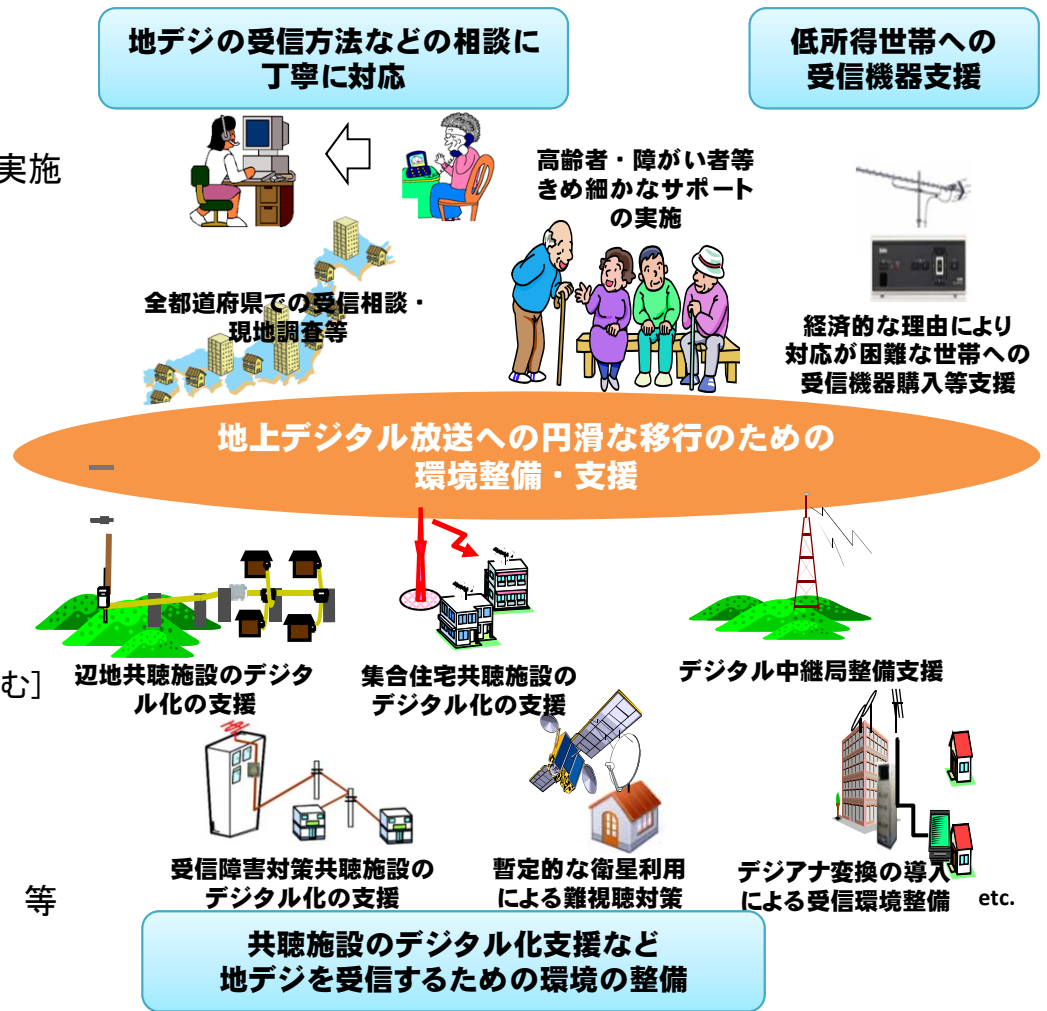 地デジの受信方法などの相談に
丁寧に対応
低所得世帯への
受信機器支援
実施
高齢者・障がい者等
きめ細かなサポート
の実施
全都道府県での受信相談・
現地調査等
経済的な理由により
対応が困難な世帯への
受信機器購入等支援
地上デジタル放送への円滑な移行のための
環境整備・支援
む]
辺地共聴施設のデジタ
ル化の支援
集合住宅共聴施設の
デジタル化の支援
デジタル中継局整備支援
受信障害対策共聴施設の
デジタル化の支援
暫定的な衛星利用
による難視聴対策
デジアナ変換の導入
による受信環境整備
etc.
等
共聴施設のデジタル化支援など
地デジを受信するための環境の整備